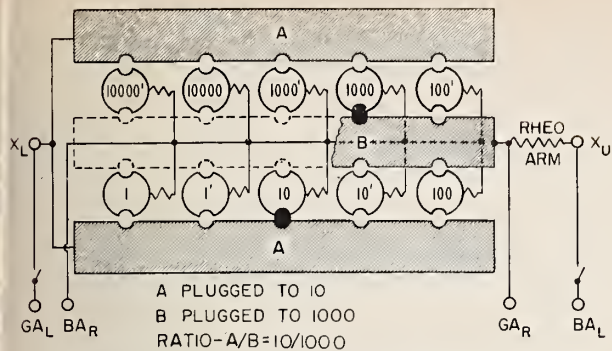 A
10000' 10000 1000' 1000 100'
X_L B RHEO X_U
ARM
1 1' 10 10' 100
A
A PLUGGED TO 10
B PLUGGED TO 1000
RATIO-A/B=10/1000
GA_L BA_R GA_R BA_L